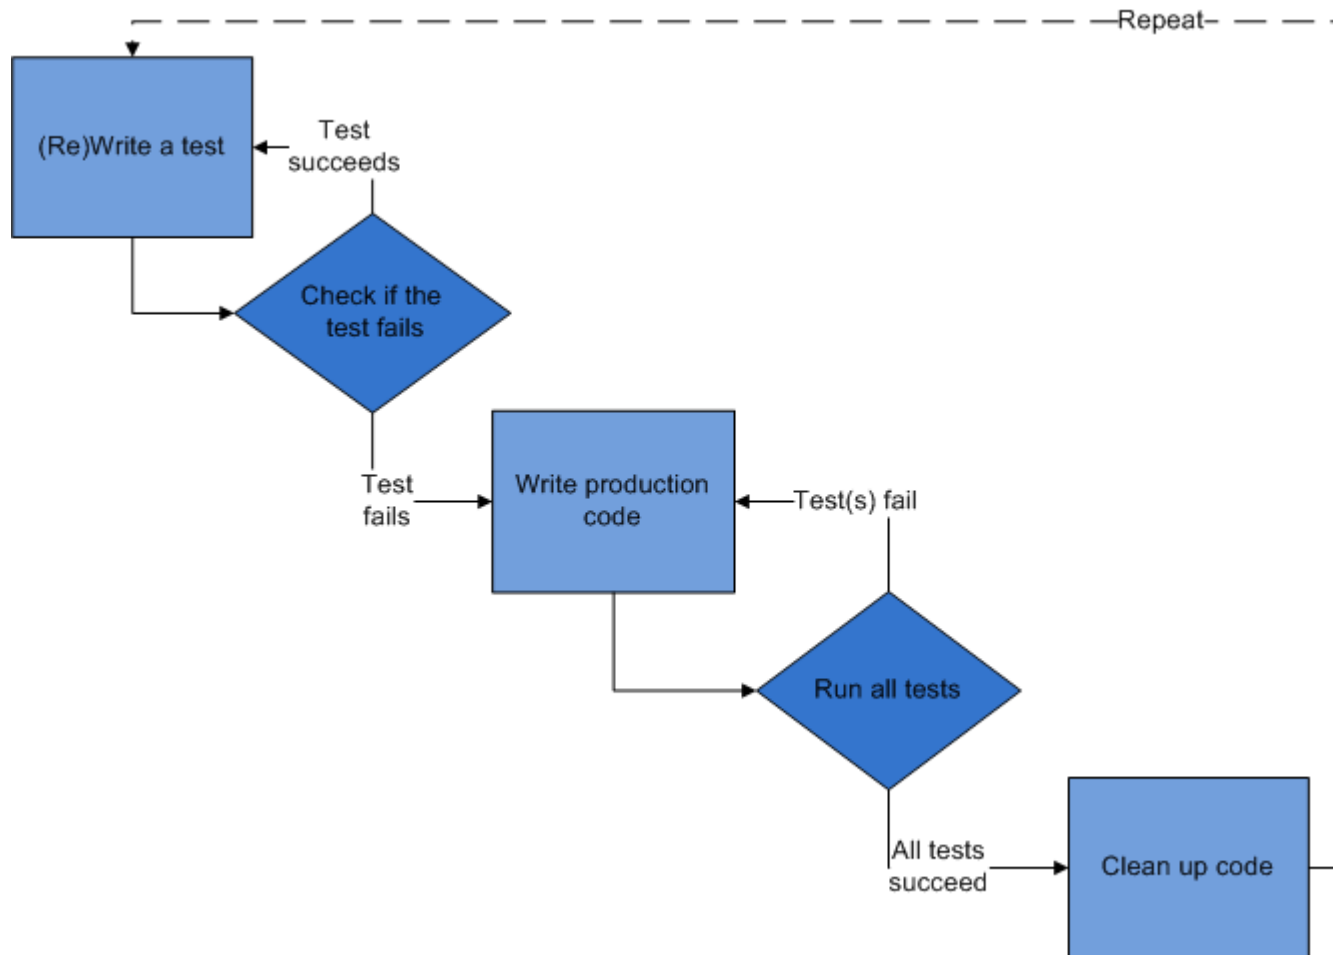 Repeat
(Re)Write a test
Test
succeeds
Check if the
test fails
Test
fails
Write production
code
Test(s) fail
Run all tests
All tests
succeed
Clean up code